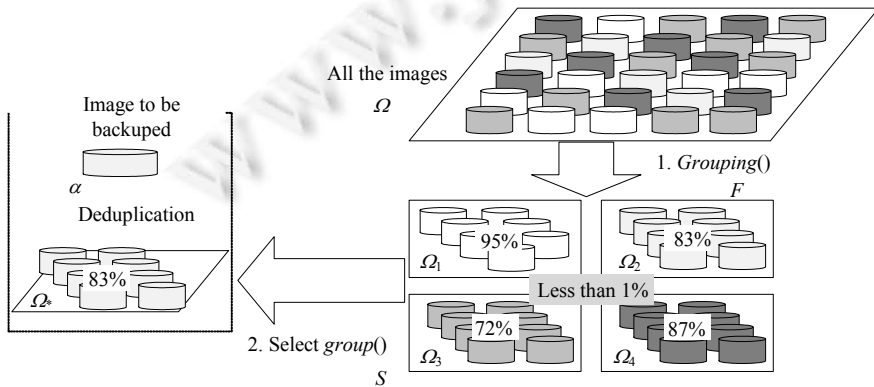 www.
All the images
Ω
Image to be
backuped
α
Deduplication
83%
Ω*
1. Grouping()
F
95%
Ω1
83%
Ω2
Less than 1%
72%
Ω3
87%
Ω4
2. Select group()
S